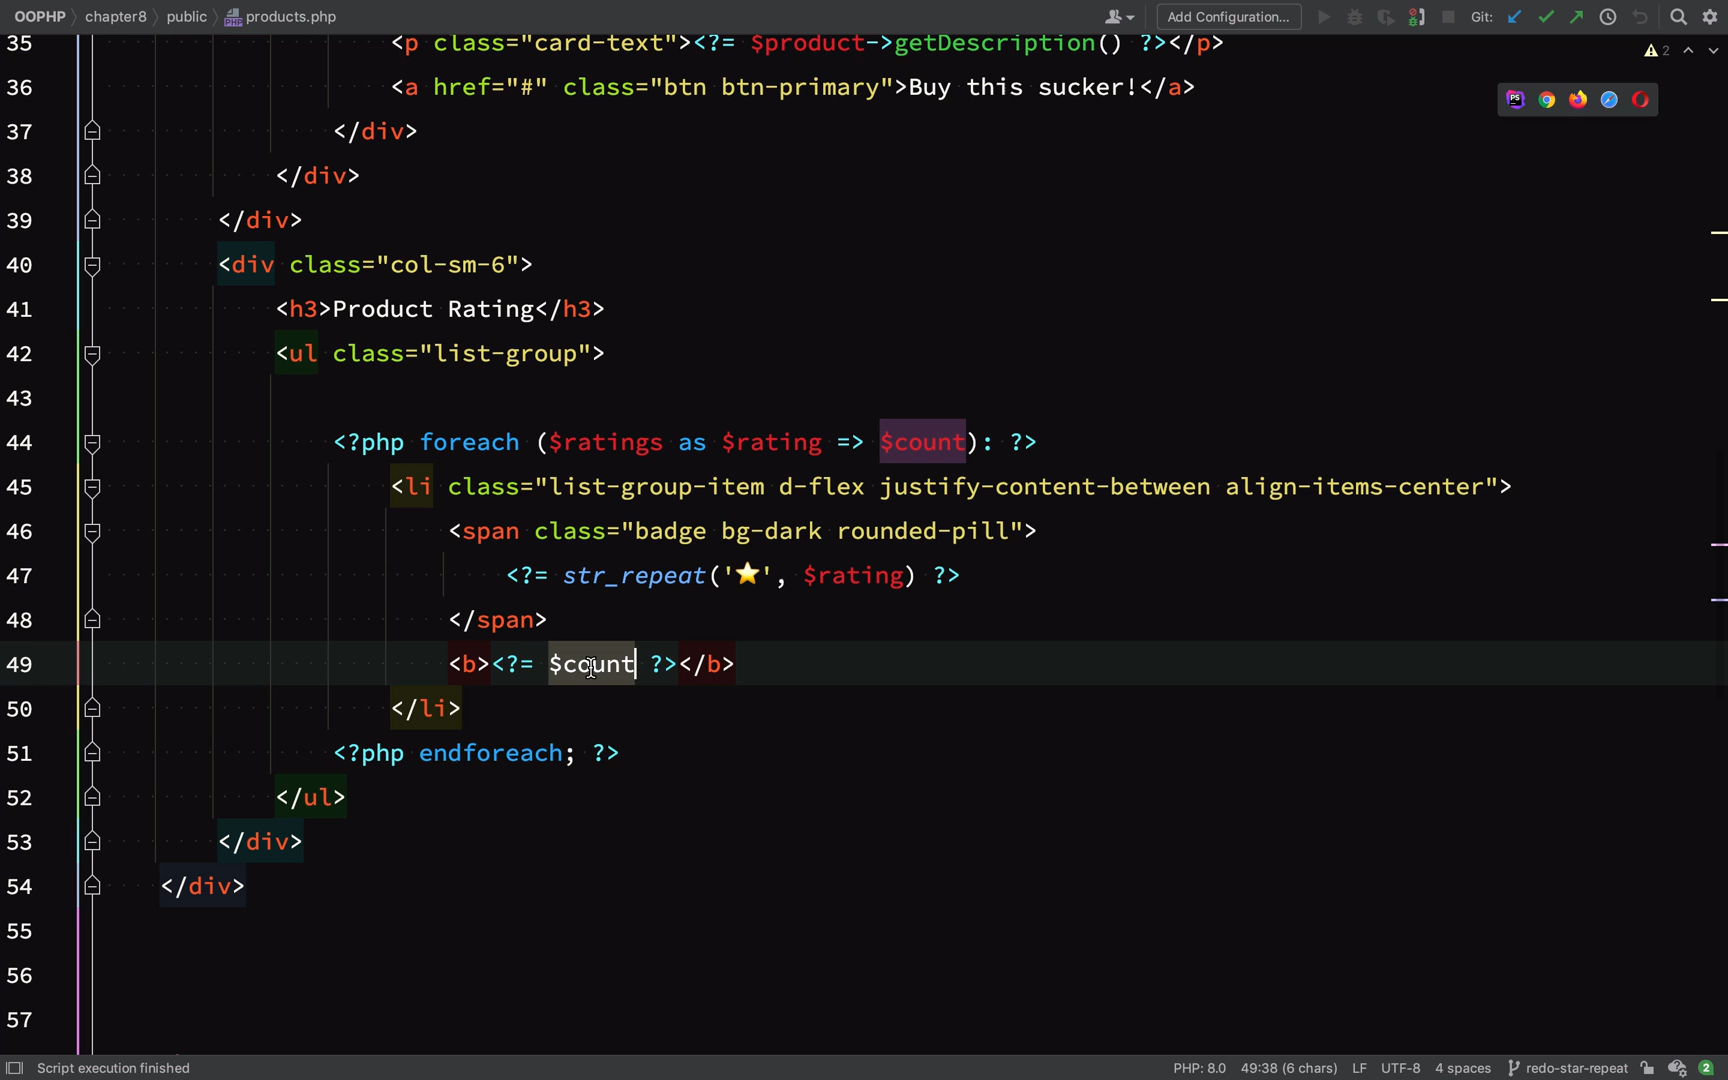 OOPHP chapter8 public products.php Add Configuration... Git:
35 <p class="card-text"><?= $product->getDescription() ?></p>
2
36 <a href="#" class="btn btn-primary">Buy this sucker!</a>
37 </div>
38 </div>
39 </div>
40 <div class="col-sm-6">
41 <h3>Product Rating</h3>
42 <ul class="list-group">
43
44 <?php foreach ($ratings as $rating => $count): ?>
45 <li class="list-group-item d-flex justify-content-between align-items-center">
46 <span class="badge bg-dark rounded-pill">
47 <?= str_repeat('⭐', $rating) ?>
48 </span>
49 <b><?= $count ?></b>
50 </li>
51 <?php endforeach; ?>
52 </ul>
53 </div>
54 </div>
55
56
57
Script execution finished PHP: 8.0 49:38 (6 chars) LF UTF-8 4 spaces redo-star-repeat 2